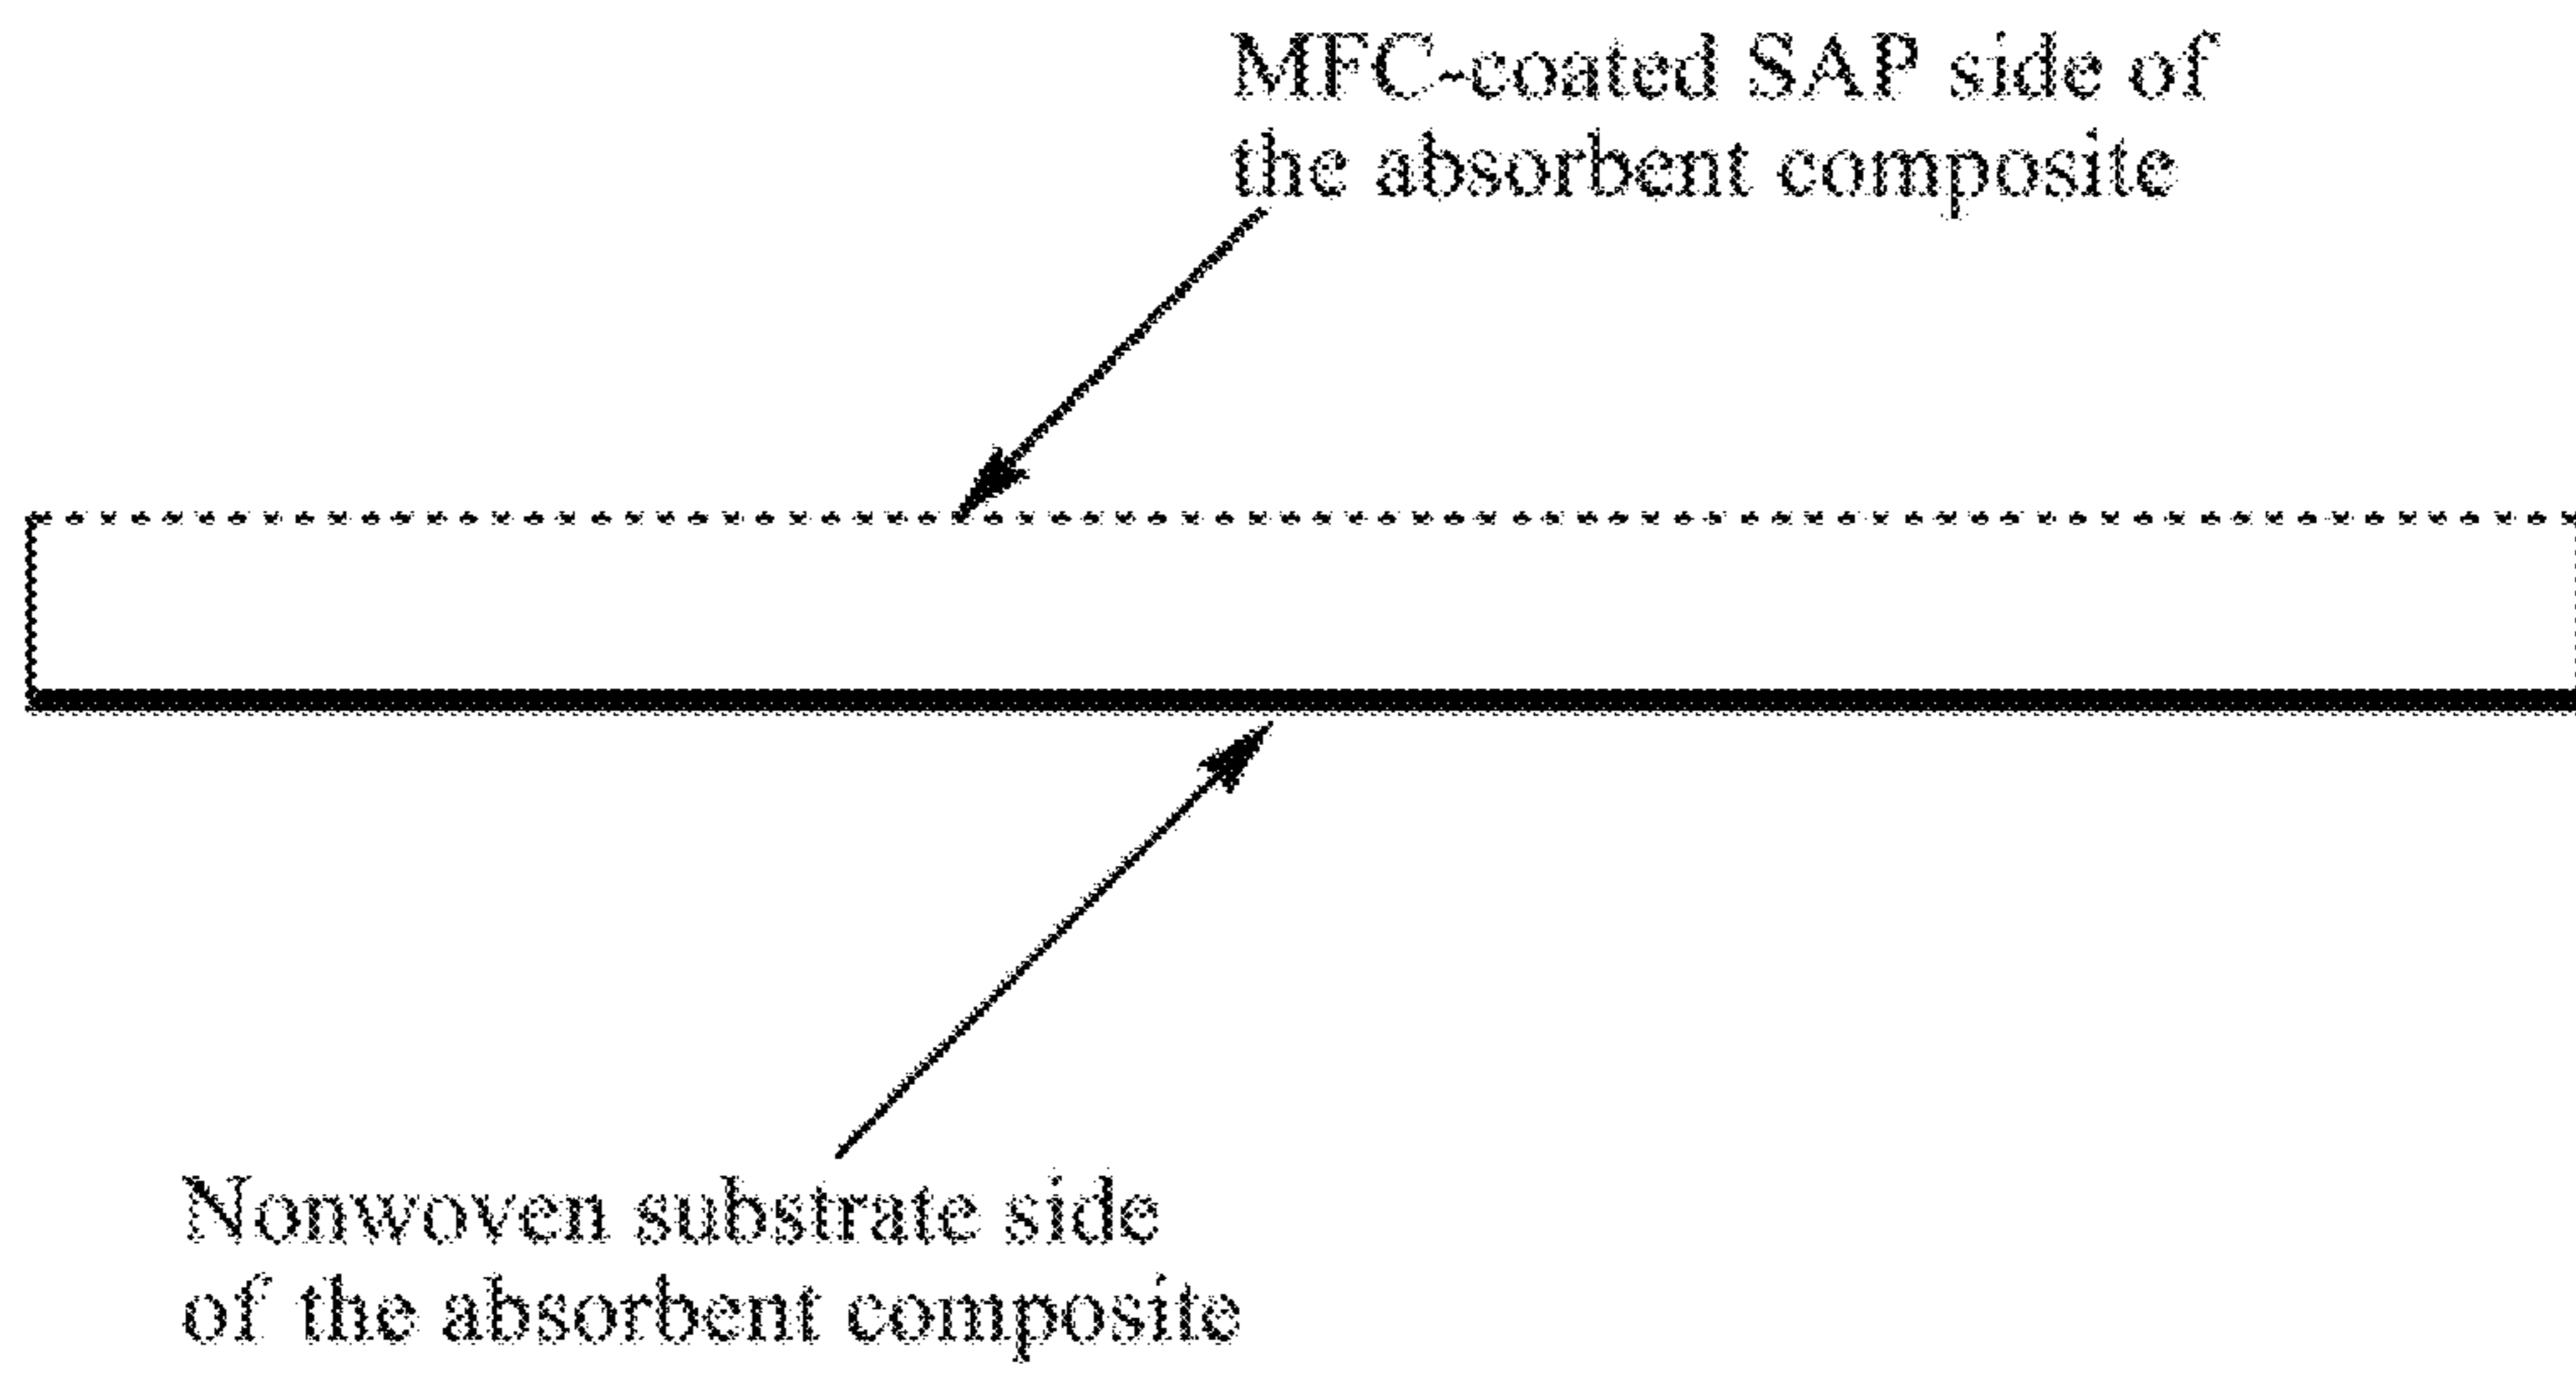 MFC-coated SAP side of
the absorbent composite
Nonwoven substrate side
of the absorbent composite